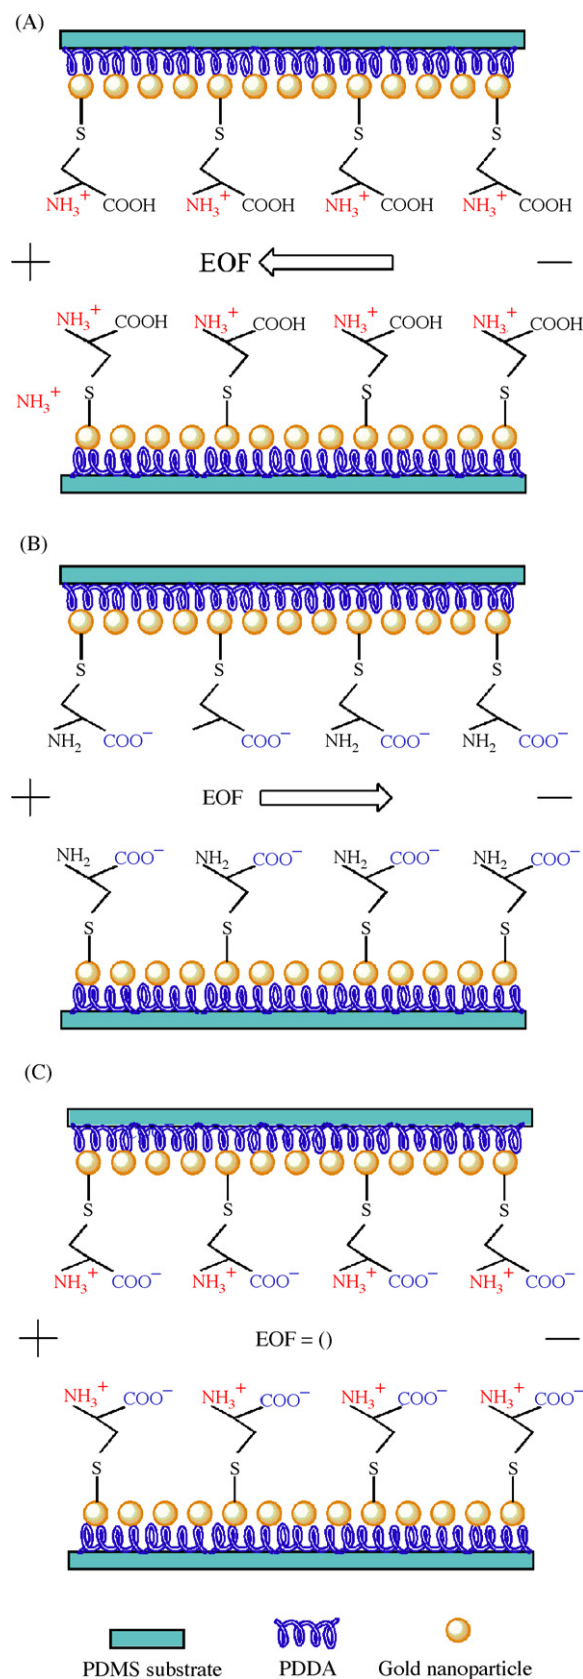 (A)
S S S S
NH₃⁺ COOH NH₃⁺ COOH NH₃⁺ COOH NH₃⁺ COOH
+ EOF −
NH₃⁺ COOH NH₃⁺ COOH NH₃⁺ COOH NH₃⁺ COOH
NH₃⁺ S S S S
(B)
S S S S
NH₂ COO⁻ COO⁻ NH₂ COO⁻ NH₂ COO⁻
+ EOF −
NH₂ COO⁻ NH₂ COO⁻ NH₂ COO⁻ NH₂ COO⁻
S S S S
(C)
S S S S
NH₃⁺ COO⁻ NH₃⁺ COO⁻ NH₃⁺ COO⁻ NH₃⁺ COO⁻
+ EOF = () −
NH₃⁺ COO⁻ NH₃⁺ COO⁻ NH₃⁺ COO⁻ NH₃⁺ COO⁻
S S S S
PDMS substrate PDDA Gold nanoparticle